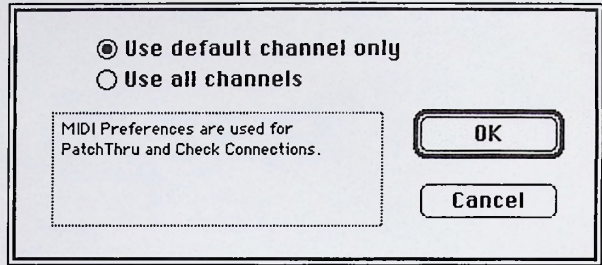 Use default channel only
Use all channels
MIDI Preferences are used for
PatchThru and Check Connections.
OK
Cancel